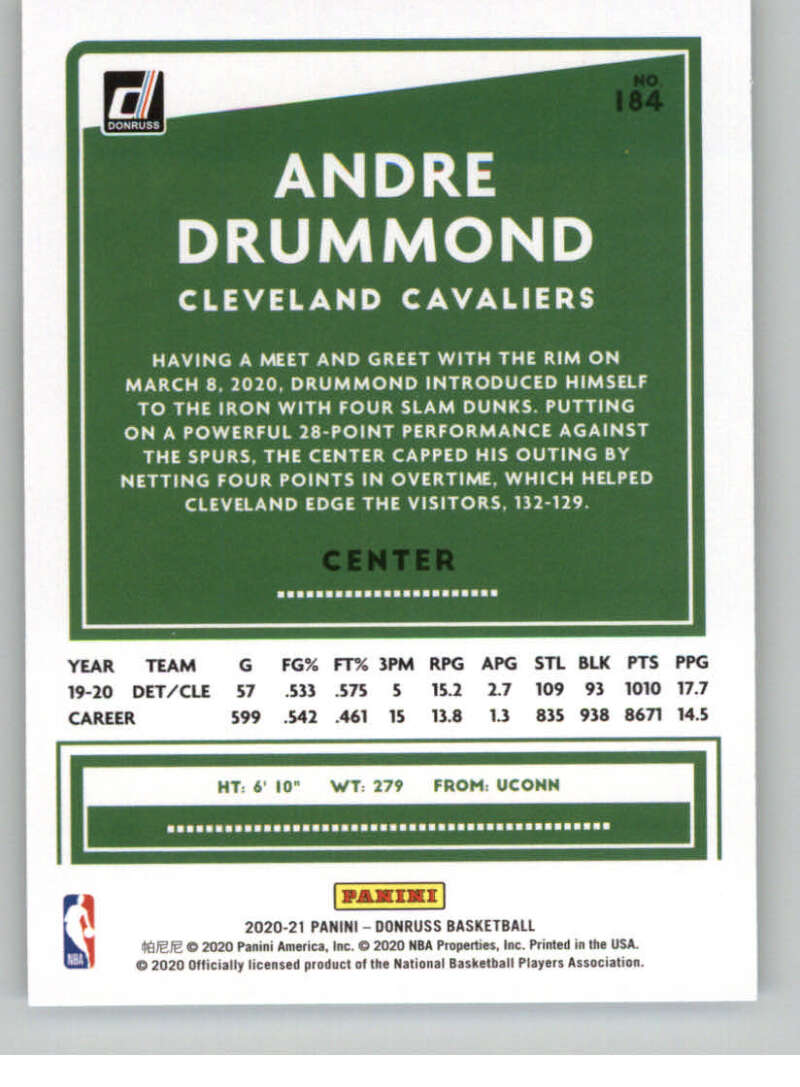 DONRUSS
NO.
184
ANDRE
DRUMMOND
CLEVELAND CAVALIERS
HAVING A MEET AND GREET WITH THE RIM ON
MARCH 8, 2020, DRUMMOND INTRODUCED HIMSELF
TO THE IRON WITH FOUR SLAM DUNKS. PUTTING
ON A POWERFUL 28-POINT PERFORMANCE AGAINST
THE SPURS, THE CENTER CAPPED HIS OUTING BY
NETTING FOUR POINTS IN OVERTIME, WHICH HELPED
CLEVELAND EDGE THE VISITORS, 132-129.
CENTER
YEAR TEAM G FG% FT% 3PM RPG APG STL BLK PTS PPG
19-20 DET/CLE 57 .533 .575 5 15.2 2.7 109 93 1010 17.7
CAREER 599 .542 .461 15 13.8 1.3 835 938 8671 14.5
HT: 6' 10" WT: 279 FROM: UCONN
PANINI
2020-21 PANINI – DONRUSS BASKETBALL
帕尼尼 © 2020 Panini America, Inc. © 2020 NBA Properties, Inc. Printed in the USA.
© 2020 Officially licensed product of the National Basketball Players Association.
NBA